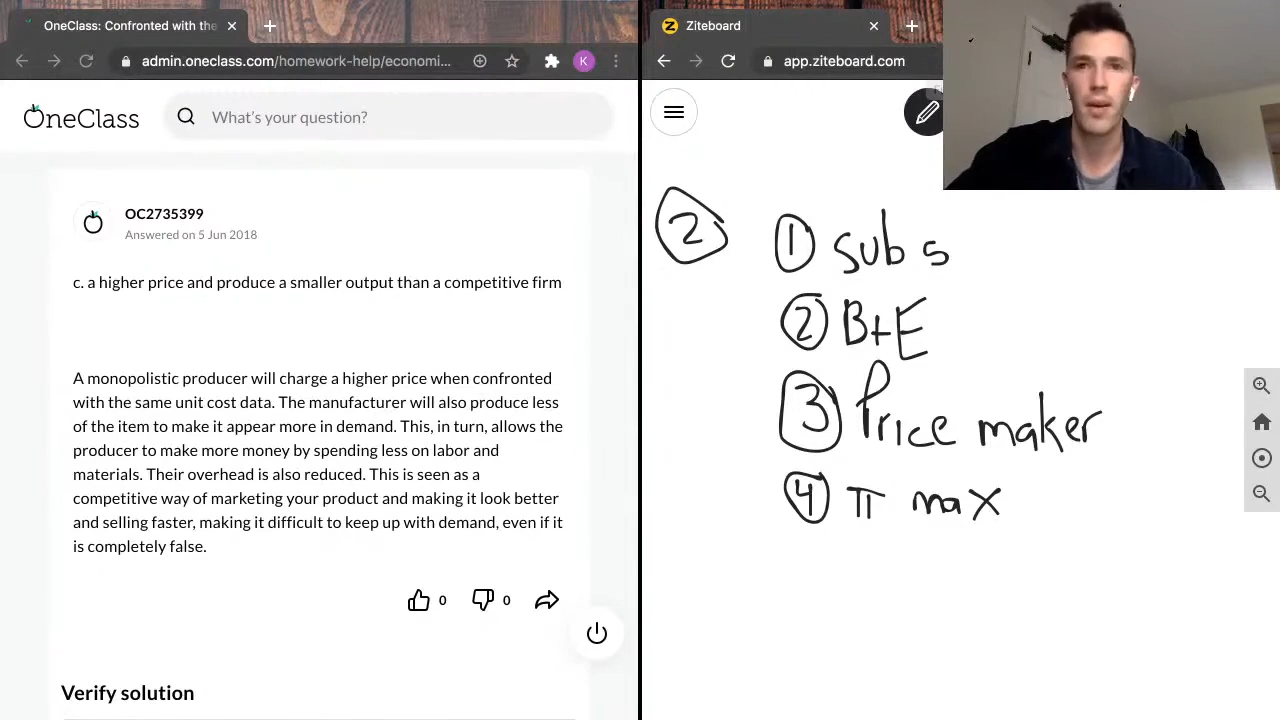 OneClass: Confronted with the
admin.oneclass.com/homework-help/economi...
K
OneClass
What's your question?
OC2735399
Answered on 5 Jun 2018
c. a higher price and produce a smaller output than a competitive firm
A monopolistic producer will charge a higher price when confronted
with the same unit cost data. The manufacturer will also produce less
of the item to make it appear more in demand. This, in turn, allows the
producer to make more money by spending less on labor and
materials. Their overhead is also reduced. This is seen as a
competitive way of marketing your product and making it look better
and selling faster, making it difficult to keep up with demand, even if it
is completely false.
0 0
Verify solution
Ziteboard
app.ziteboard.com
2
1 subs
2 B+E
3 Price maker
4 π max